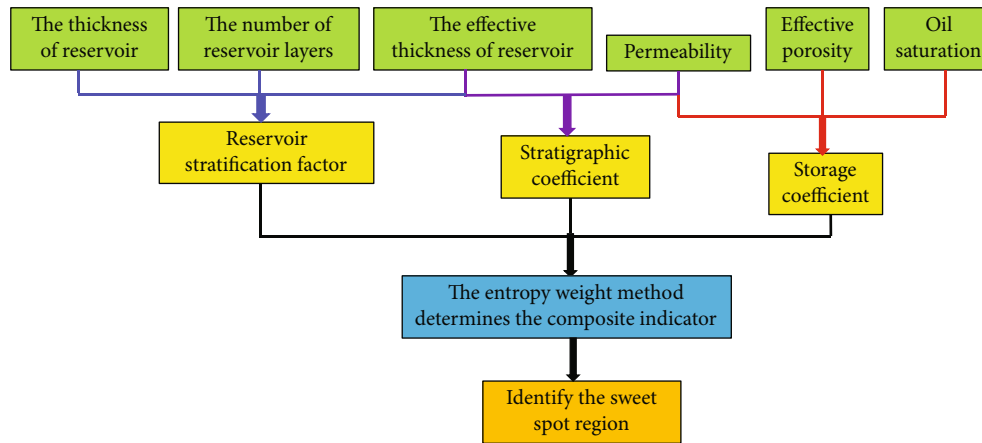 The thickness
of reservoir
The number of
reservoir layers
The effective
thickness of reservoir
Permeability
Effective
porosity
Oil
saturation
Reservoir
stratification factor
Stratigraphic
coefficient
Storage
coefficient
The entropy weight method
determines the composite indicator
Identify the sweet
spot region